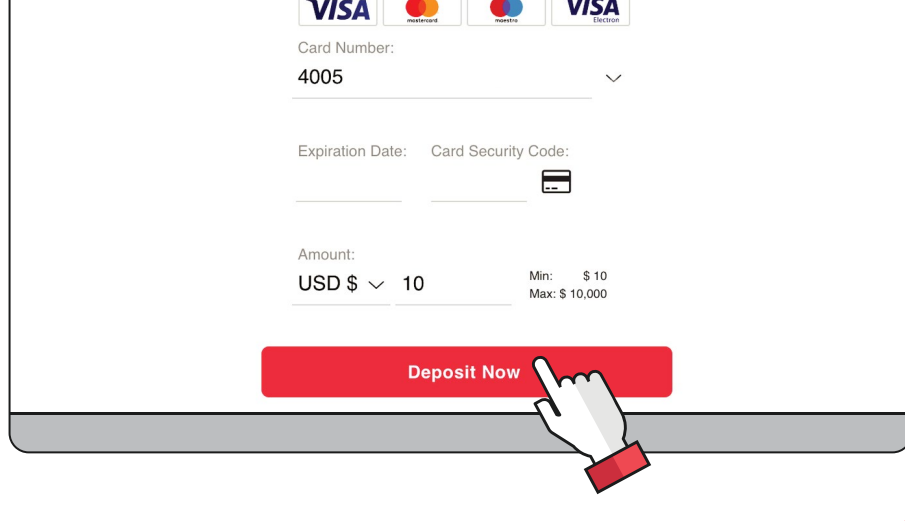 VISA mastercard maestro VISA Electron
Card Number:
4005
Expiration Date: Card Security Code:
Amount:
USD $ 10
Min: $ 10
Max: $ 10,000
Deposit Now